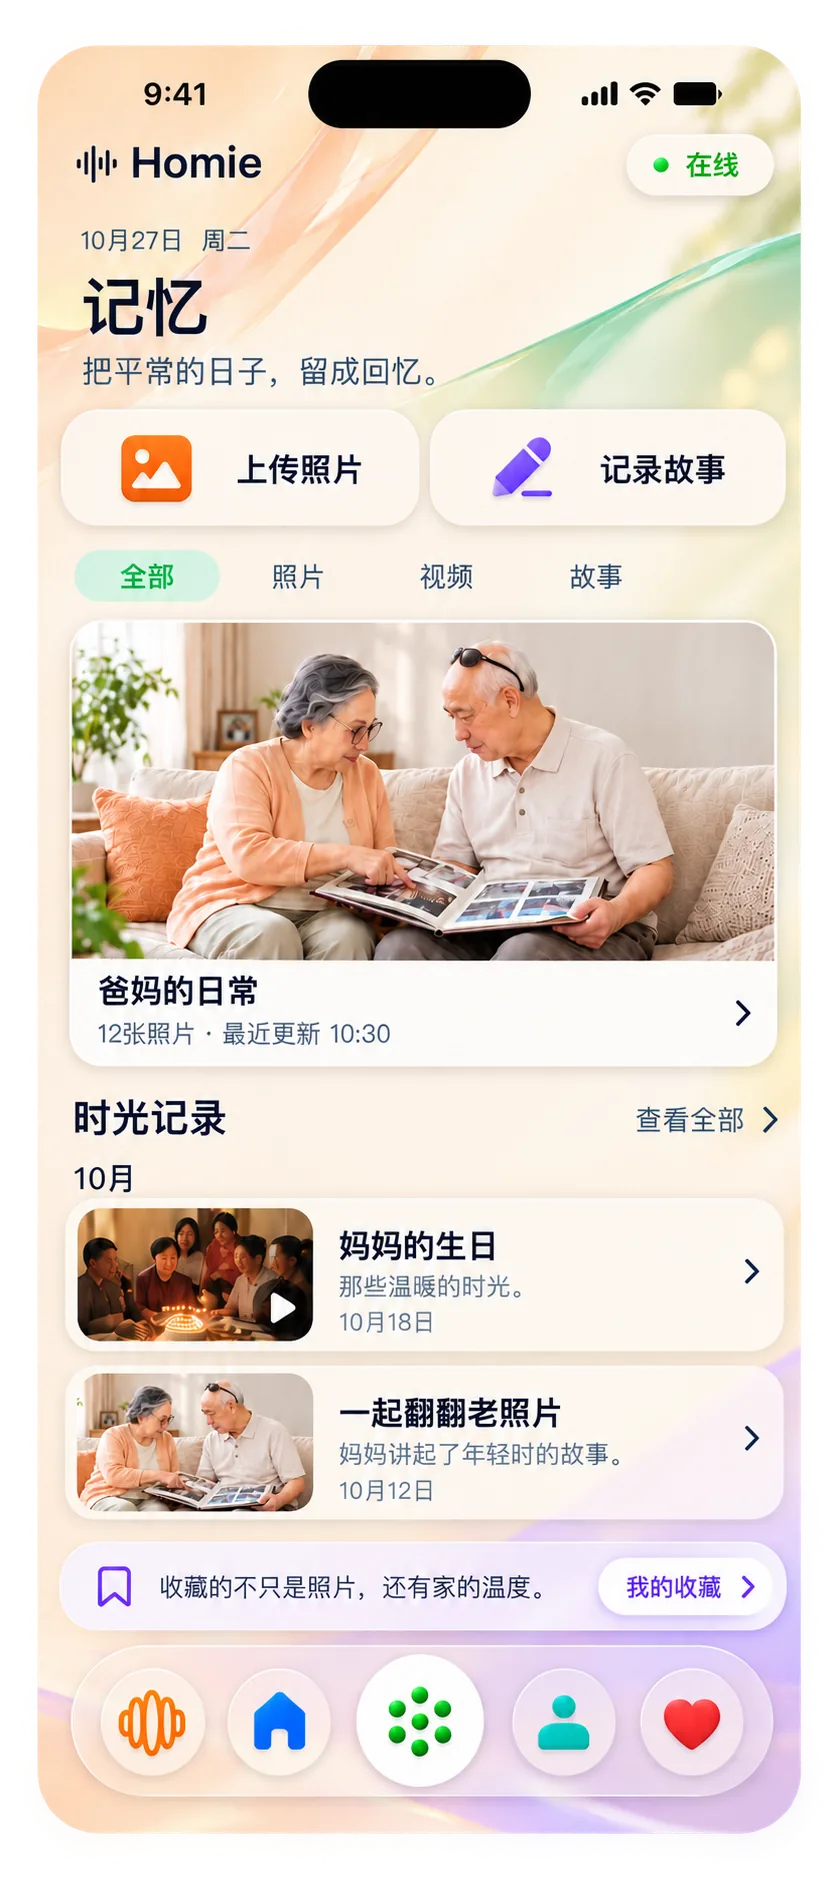 9:41
Homie
在线
10月27日 周二
记忆
把平常的日子，留成回忆。
上传照片
记录故事
全部 照片 视频 故事
爸妈的日常
12张照片 · 最近更新 10:30
时光记录
查看全部
10月
妈妈的生日
那些温暖的时光。
10月18日
一起翻翻老照片
妈妈讲起了年轻时的故事。
10月12日
收藏的不只是照片，还有家的温度。
我的收藏